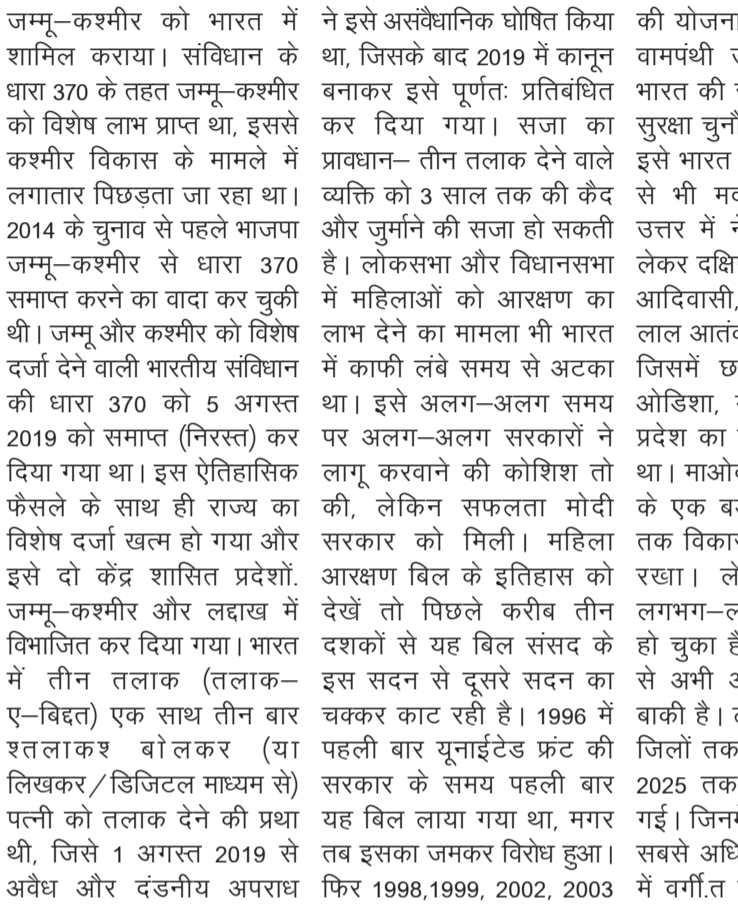 जम्मू–कश्मीर को भारत में
शामिल कराया। संविधान के
धारा 370 के तहत जम्मू–कश्मीर
को विशेष लाभ प्राप्त था, इससे
कश्मीर विकास के मामले में
लगातार पिछड़ता जा रहा था।
2014 के चुनाव से पहले भाजपा
जम्मू–कश्मीर से धारा 370
समाप्त करने का वादा कर चुकी
थी। जम्मू और कश्मीर को विशेष
दर्जा देने वाली भारतीय संविधान
की धारा 370 को 5 अगस्त
2019 को समाप्त (निरस्त) कर
दिया गया था। इस ऐतिहासिक
फैसले के साथ ही राज्य का
विशेष दर्जा खत्म हो गया और
इसे दो केंद्र शासित प्रदेशों.
जम्मू–कश्मीर और लद्दाख में
विभाजित कर दिया गया। भारत
में तीन तलाक (तलाक–
ए–बिद्दत) एक साथ तीन बार
श्तलाकश् बोलकर (या
लिखकर/डिजिटल माध्यम से)
पत्नी को तलाक देने की प्रथा
थी, जिसे 1 अगस्त 2019 से
अवैध और दंडनीय अपराध
ने इसे असंवैधानिक घोषित किया
था, जिसके बाद 2019 में कानून
बनाकर इसे पूर्णतः प्रतिबंधित
कर दिया गया। सजा का
प्रावधान– तीन तलाक देने वाले
व्यक्ति को 3 साल तक की कैद
और जुर्माने की सजा हो सकती
है। लोकसभा और विधानसभा
में महिलाओं को आरक्षण का
लाभ देने का मामला भी भारत
में काफी लंबे समय से अटका
था। इसे अलग–अलग समय
पर अलग–अलग सरकारों ने
लागू करवाने की कोशिश तो
की, लेकिन सफलता मोदी
सरकार को मिली। महिला
आरक्षण बिल के इतिहास को
देखें तो पिछले करीब तीन
दशकों से यह बिल संसद के
इस सदन से दूसरे सदन का
चक्कर काट रही है। 1996 में
पहली बार यूनाईटेड फ्रंट की
सरकार के समय पहली बार
यह बिल लाया गया था, मगर
तब इसका जमकर विरोध हुआ।
फिर 1998,1999, 2002, 2003
की योजना
वामपंथी
भारत की
सुरक्षा
इसे भारत
से भी
उत्तर में
लेकर
आदिवासी,
लाल
जिसमें
ओडिशा,
प्रदेश का
था।
के एक
तक
रखा।
लगभग–
हो चुका
से अभी
बाकी है।
जिलों तक
2025 तक
गई।
सबसे
में वर्गी.त